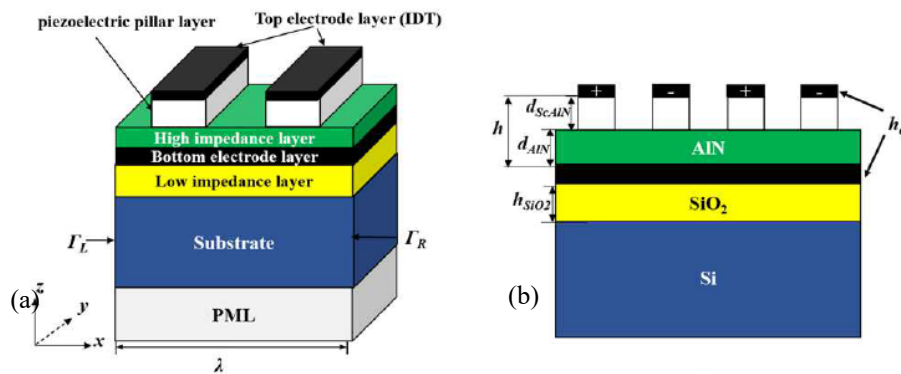 piezoelectric pillar layer
Top electrode layer (IDT)
High impedance layer
Bottom electrode layer
Low impedance layer
Γ_L
Substrate
Γ_R
(a)
z
y
x
PML
λ
+ - + -
h
d_ScAlN
d_AlN
AlN
h_SiO2
SiO₂
(b)
Si